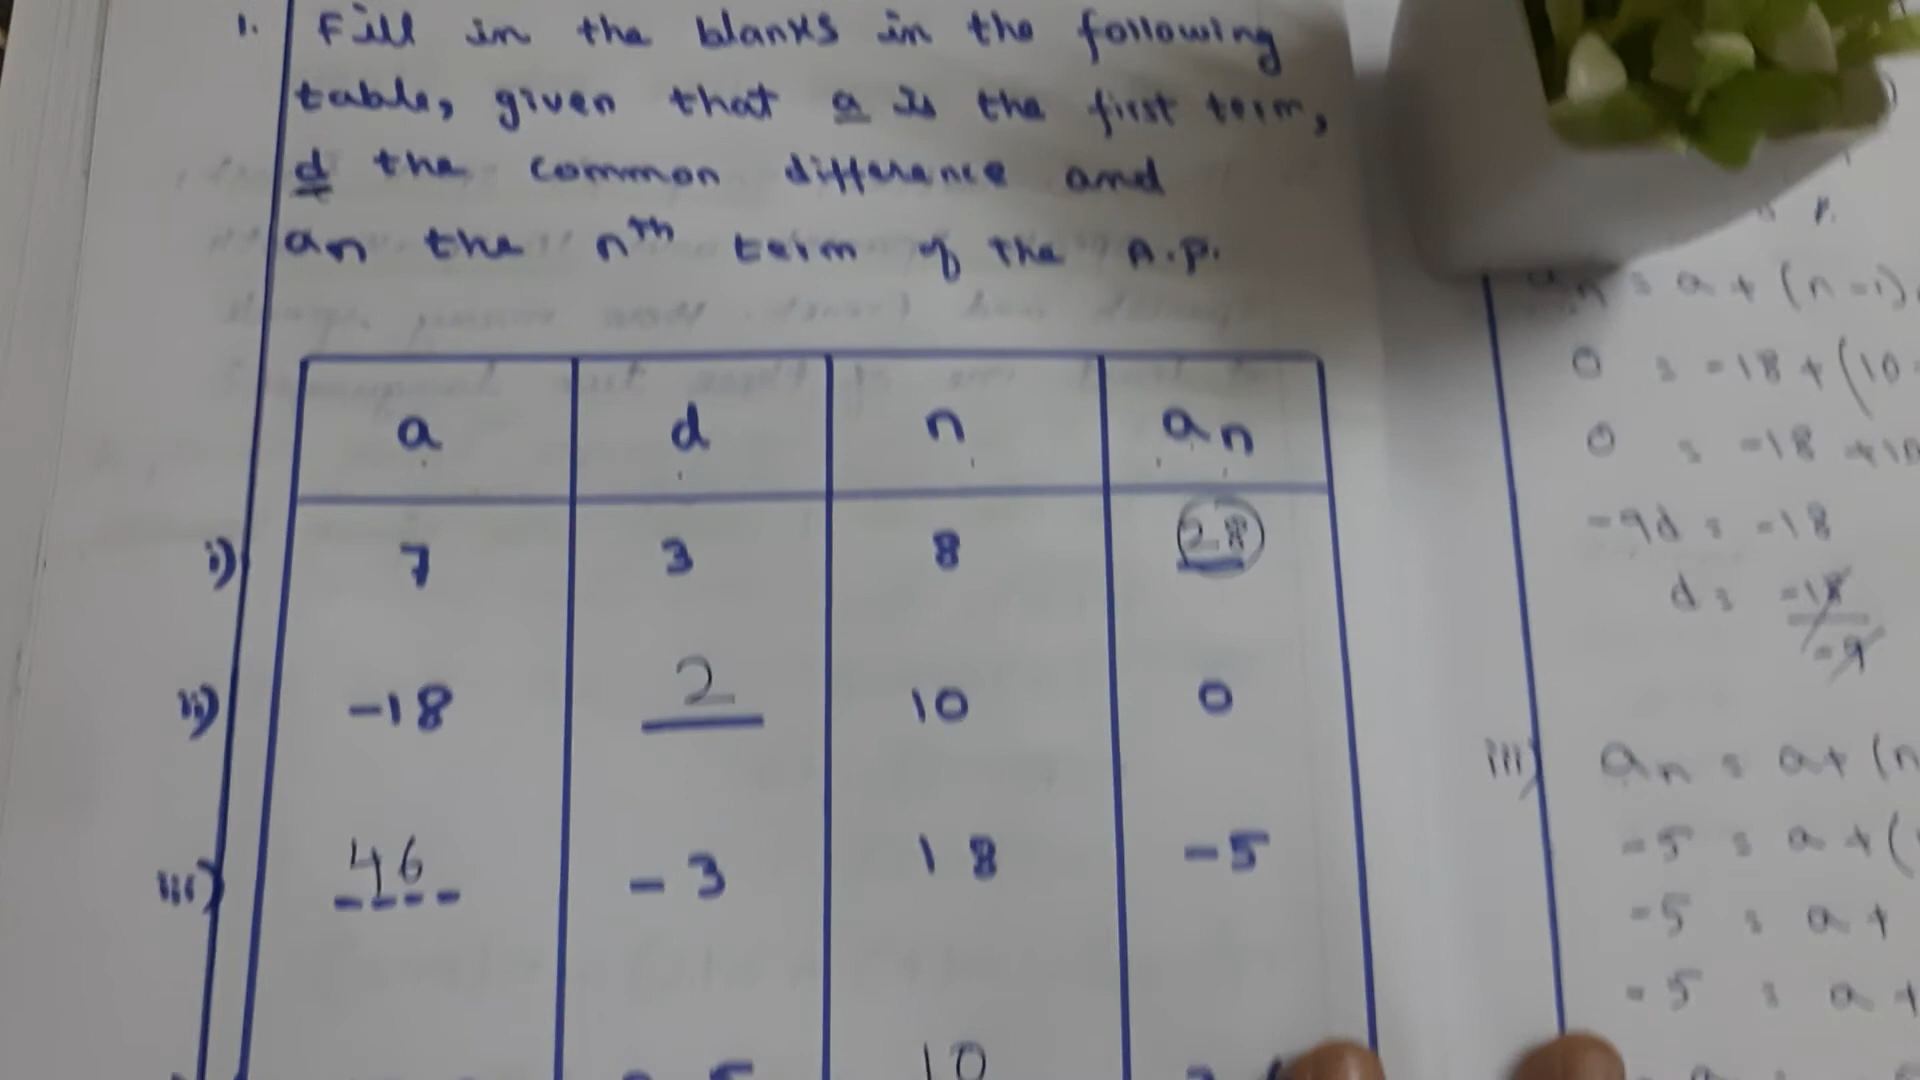 1. Fill in the blanks in the following
table, given that a is the first term,
d the common difference and
an the nth term of the A.P.
a d n an
i) 7 3 8 28
ii) -18 2 10 0
iii) 46 -3 18 -5
10
an = a + (n-1)
0 = -18 + (10
0 = -18 + 10
-9d = -18
d = -18
-9
iii) an = a + (n
-5 = a + (
-5 = a +
-5 = a +